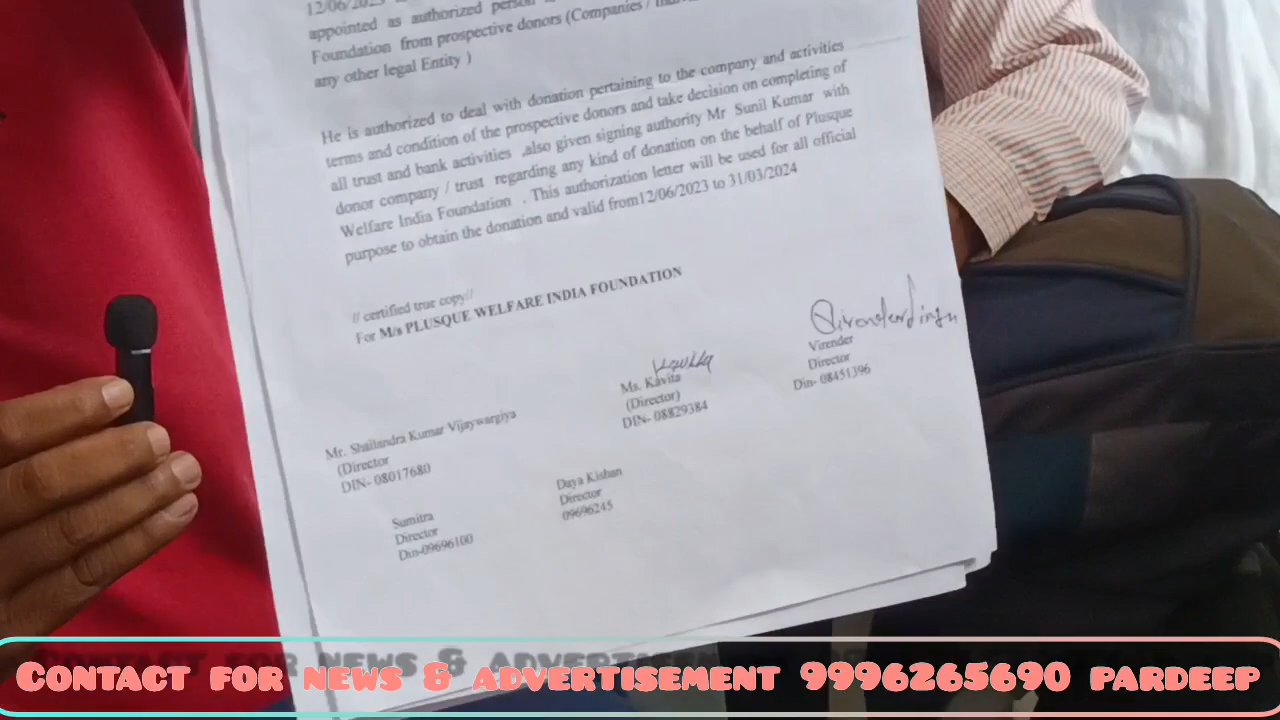 12/06/2023
appointed as authorized person
Foundation from prospective donors (Companies /
any other legal Entity )
He is authorized to deal with donation pertaining to the company and activities
terms and condition of the prospective donors and take decision on completing of
all trust and bank activities ,also given signing authority Mr Sunil Kumar with
donor company / trust regarding any kind of donation on the behalf of Plusque
Welfare India Foundation . This authorization letter will be used for all official
purpose to obtain the donation and valid from12/06/2023 to 31/03/2024
// certified true copy//
For M/s PLUSQUE WELFARE INDIA FOUNDATION
Kavita
Ms. Kavita
(Director)
DIN- 08829384
Virender
Director
Din- 08451396
Mr. Shailandra Kumar Vijaywargiya
(Director
DIN- 08017680
Sumitra
Director
Din-09696100
Daya Kishan
Director
09696245
CONTACT FOR NEWS & ADVERTISEMENT 9996265690 PARDEEP